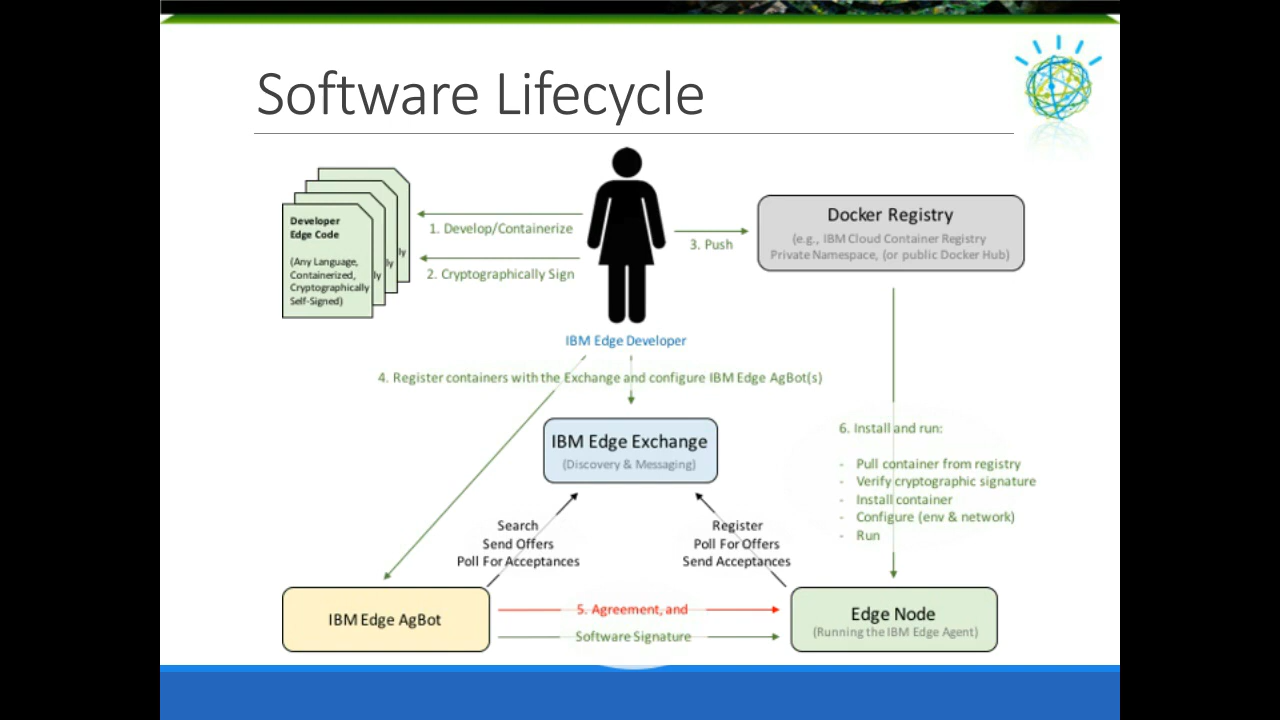 Software Lifecycle
Developer
Edge Code
(Any Language,
Containerized,
Cryptographically
Self-Signed)
ly
ly
ly
1. Develop/Containerize
2. Cryptographically Sign
3. Push
Docker Registry
(e.g., IBM Cloud Container Registry
Private Namespace, (or public Docker Hub)
IBM Edge Developer
4. Register containers with the Exchange and configure IBM Edge AgBot(s)
IBM Edge Exchange
(Discovery & Messaging)
6. Install and run:
- Pull container from registry
- Verify cryptographic signature
- Install container
- Configure (env & network)
- Run
Search
Send Offers
Poll For Acceptances
Register
Poll For Offers
Send Acceptances
IBM Edge AgBot
5. Agreement, and
Software Signature
Edge Node
(Running the IBM Edge Agent)